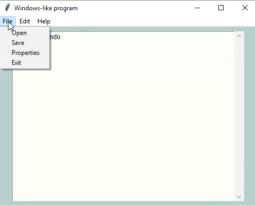 Windows-like program
File Edit Help
Open
Save
Properties
Exit